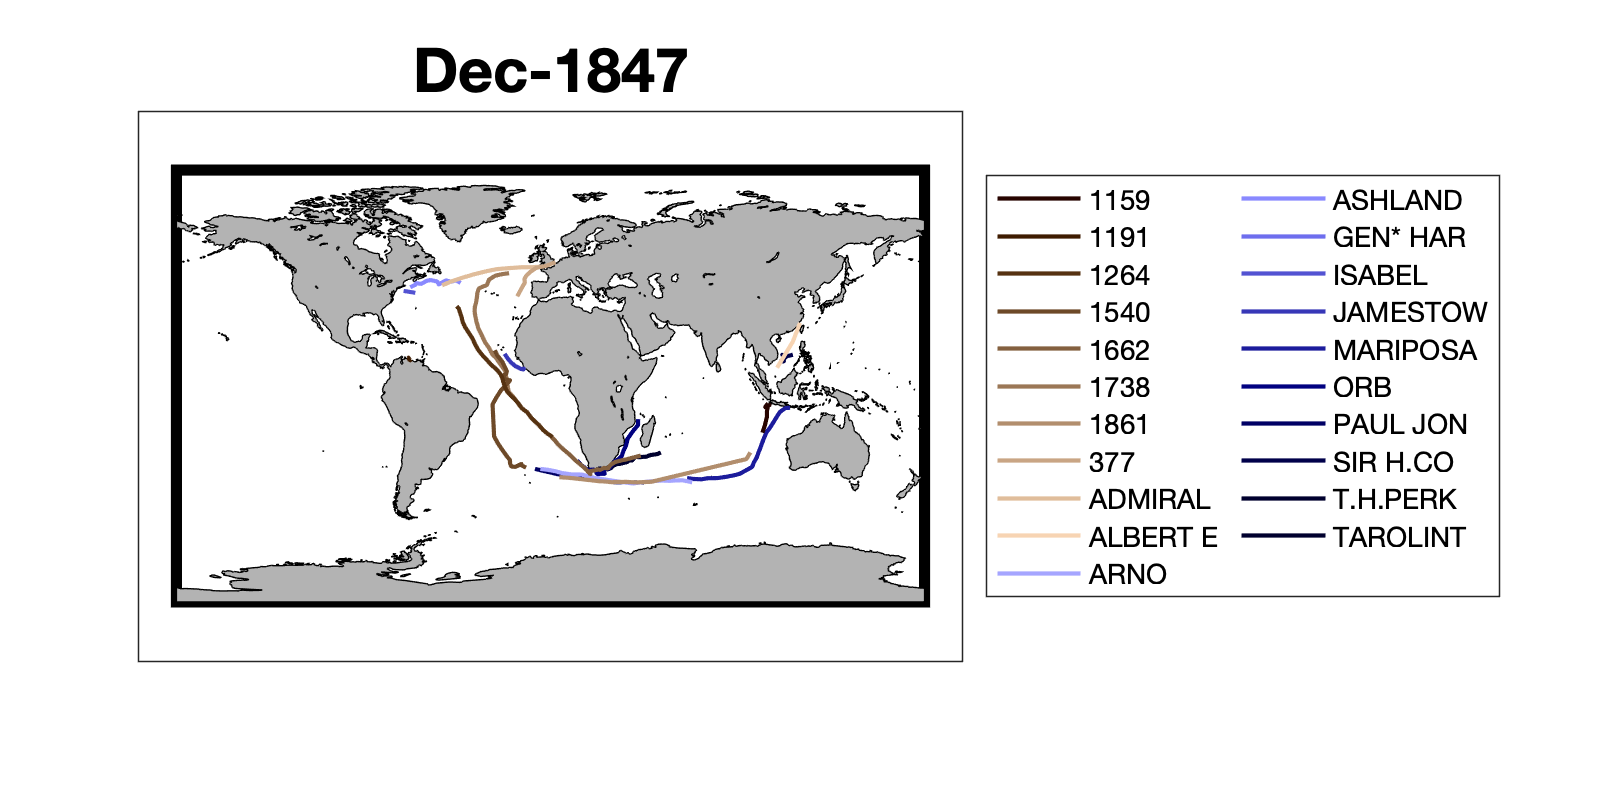 Dec-1847
1159
1191
1264
1540
1662
1738
1861
377
ADMIRAL
ALBERT E
ARNO
ASHLAND
GEN* HAR
ISABEL
JAMESTOW
MARIPOSA
ORB
PAUL JON
SIR H.CO
T.H.PERK
TAROLINT